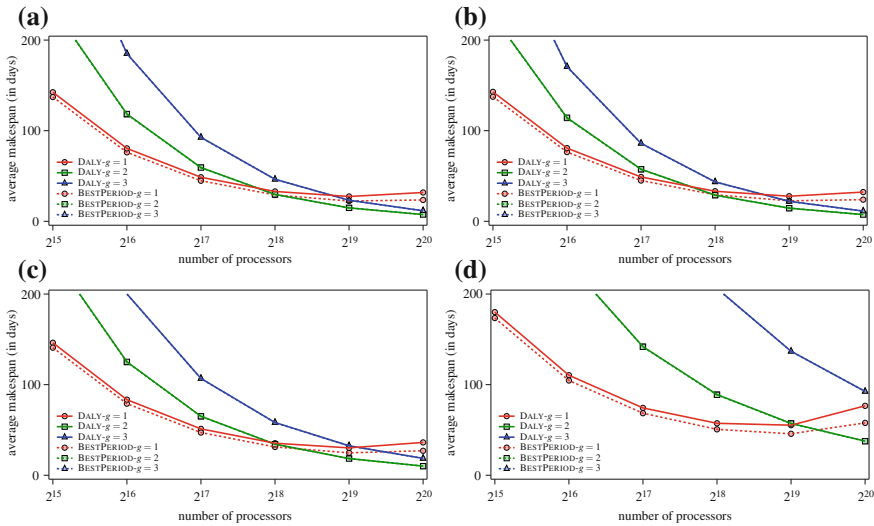 (a)
200
100
0
average makespan (in days)
DALY-g = 1
DALY-g = 2
DALY-g = 3
BESTPERIOD-g = 1
BESTPERIOD-g = 2
BESTPERIOD-g = 3
2^15 2^16 2^17 2^18 2^19 2^20
number of processors
(b)
200
100
0
average makespan (in days)
DALY-g = 1
DALY-g = 2
DALY-g = 3
BESTPERIOD-g = 1
BESTPERIOD-g = 2
BESTPERIOD-g = 3
2^15 2^16 2^17 2^18 2^19 2^20
number of processors
(c)
200
100
0
average makespan (in days)
DALY-g = 1
DALY-g = 2
DALY-g = 3
BESTPERIOD-g = 1
BESTPERIOD-g = 2
BESTPERIOD-g = 3
2^15 2^16 2^17 2^18 2^19 2^20
number of processors
(d)
200
100
0
average makespan (in days)
DALY-g = 1
DALY-g = 2
DALY-g = 3
BESTPERIOD-g = 1
BESTPERIOD-g = 2
BESTPERIOD-g = 3
2^15 2^16 2^17 2^18 2^19 2^20
number of processors